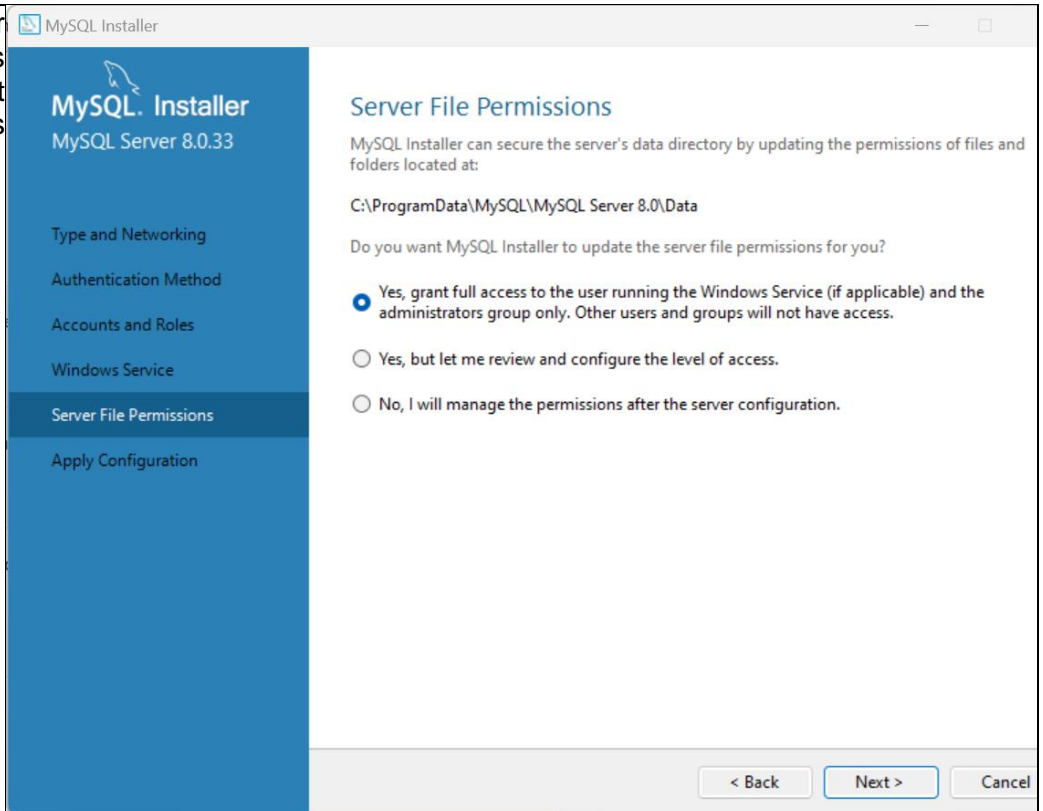 MySQL Installer
MySQL. Installer
MySQL Server 8.0.33
Type and Networking
Authentication Method
Accounts and Roles
Windows Service
Server File Permissions
Apply Configuration
Server File Permissions
MySQL Installer can secure the server's data directory by updating the permissions of files and
folders located at:
C:\ProgramData\MySQL\MySQL Server 8.0\Data
Do you want MySQL Installer to update the server file permissions for you?
Yes, grant full access to the user running the Windows Service (if applicable) and the
administrators group only. Other users and groups will not have access.
Yes, but let me review and configure the level of access.
No, I will manage the permissions after the server configuration.
< Back
Next >
Cancel